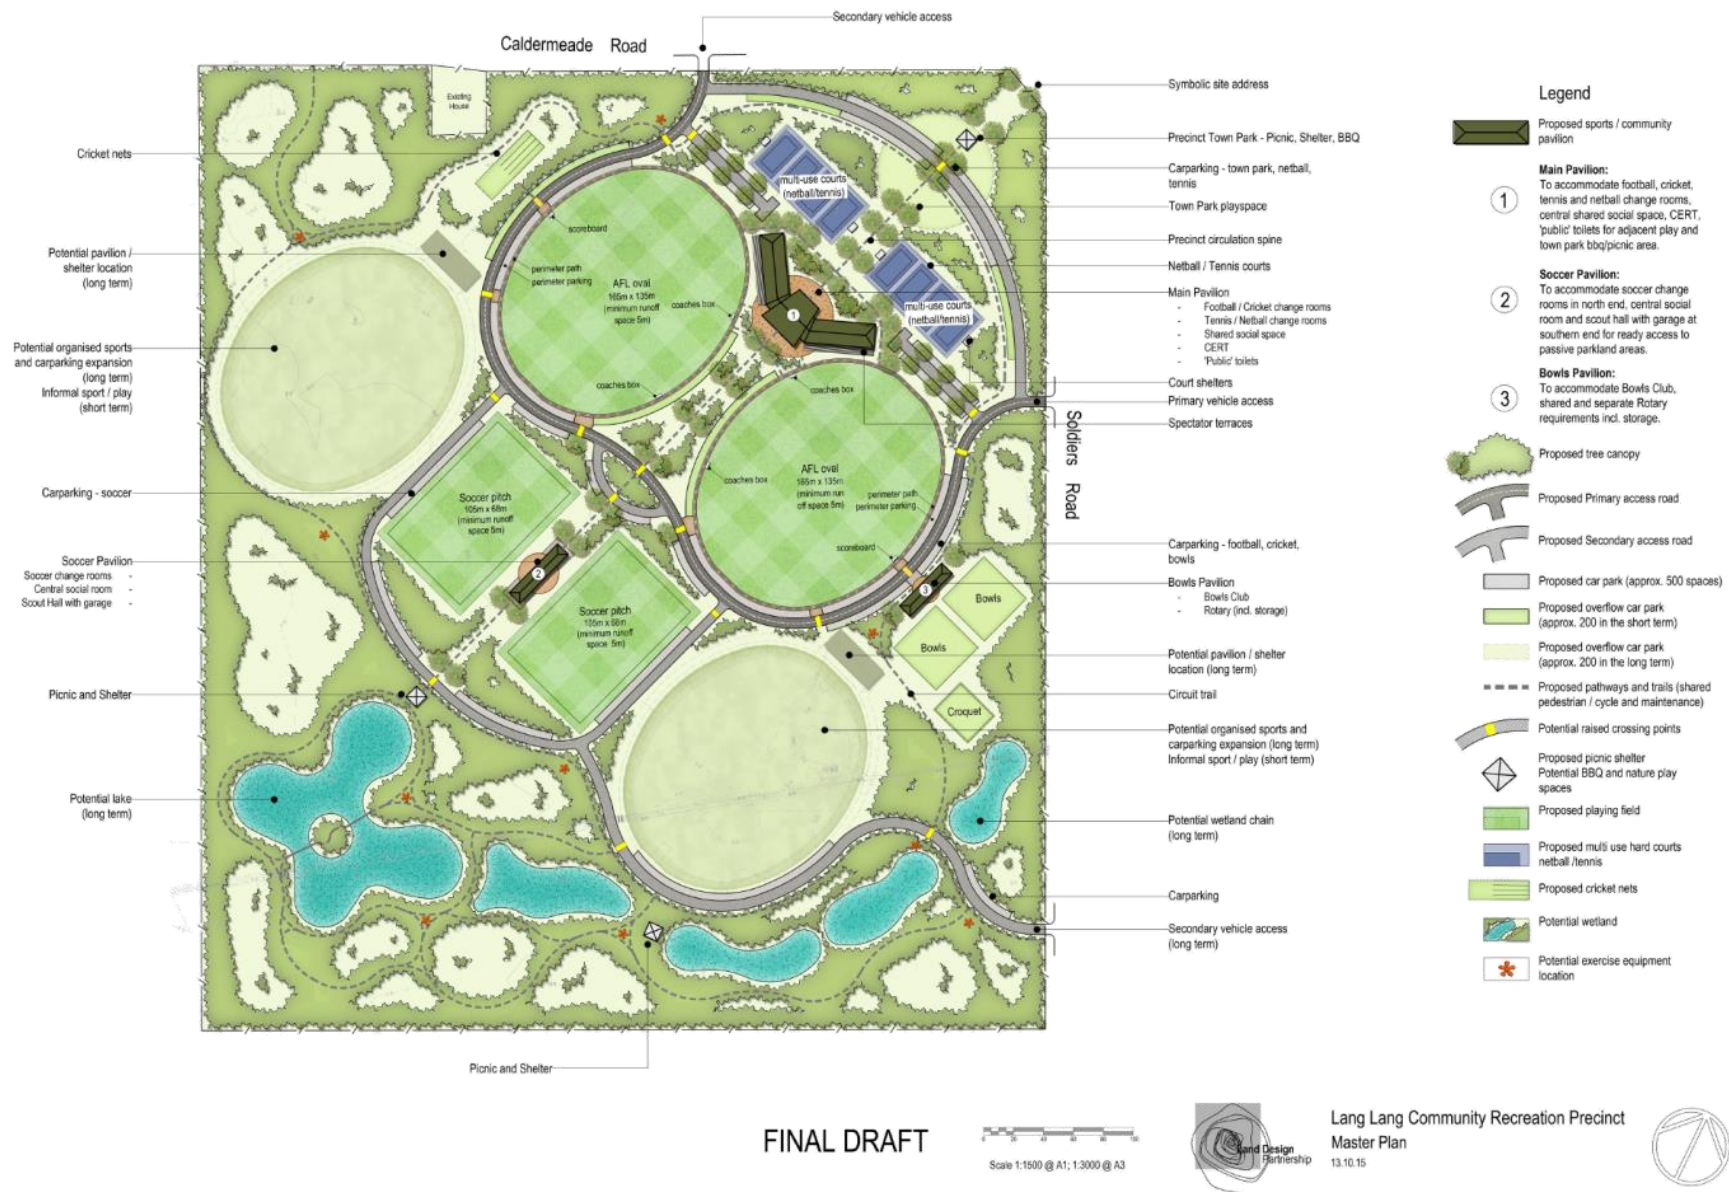 Secondary vehicle access
Caldermeade Road
Existing
House
Cricket nets
Potential pavilion /
shelter location
(long term)
Potential organised sports
and carparking expansion
(long term)
Informal sport / play
(short term)
Carparking - soccer
Soccer Pavilion
Soccer change rooms -
Central social room -
Scout Hall with garage -
Picnic and Shelter
Potential lake
(long term)
Picnic and Shelter
multi-use courts
(netball/tennis)
scoreboard
perimeter path
perimeter parking
AFL oval
165m x 135m
(minimum runoff
space 5m)
coaches box
coaches box
1
multi-use courts
(netball/tennis)
coaches box
coaches box
AFL oval
165m x 135m
(minimum run
off space 5m)
perimeter path
perimeter parking
scoreboard
Soccer pitch
105m x 68m
(minimum runoff
space 5m)
2
Soccer pitch
105m x 68m
(minimum runoff
space 5m)
3
Bowls
Bowls
Croquet
Soldiers Road
Symbolic site address
Precinct Town Park - Picnic, Shelter, BBQ
Carparking - town park, netball,
tennis
Town Park playspace
Precinct circulation spine
Netball / Tennis courts
Main Pavilion
- Football / Cricket change rooms
- Tennis / Netball change rooms
- Shared social space
- CERT
- 'Public' toilets
Court shelters
Primary vehicle access
Spectator terraces
Carparking - football, cricket,
bowls
Bowls Pavilion
- Bowls Club
- Rotary (incl. storage)
Potential pavilion / shelter
location (long term)
Circuit trail
Potential organised sports and
carparking expansion (long term)
Informal sport / play (short term)
Potential wetland chain
(long term)
Carparking
Secondary vehicle access
(long term)
Legend
Proposed sports / community
pavilion
1
Main Pavilion:
To accommodate football, cricket,
tennis and netball change rooms,
central shared social space, CERT,
'public' toilets for adjacent play and
town park bbq/picnic area.
2
Soccer Pavilion:
To accommodate soccer change
rooms in north end, central social
room and scout hall with garage at
southern end for ready access to
passive parkland areas.
3
Bowls Pavilion:
To accommodate Bowls Club,
shared and separate Rotary
requirements incl. storage.
Proposed tree canopy
Proposed Primary access road
Proposed Secondary access road
Proposed car park (approx. 500 spaces)
Proposed overflow car park
(approx. 200 in the short term)
Proposed overflow car park
(approx. 200 in the long term)
Proposed pathways and trails (shared
pedestrian / cycle and maintenance)
Potential raised crossing points
Proposed picnic shelter
Potential BBQ and nature play
spaces
Proposed playing field
Proposed multi use hard courts
netball /tennis
Proposed cricket nets
Potential wetland
Potential exercise equipment
location
FINAL DRAFT
0 20 40 60 80 100
Scale 1:1500 @ A1; 1:3000 @ A3
Land Design
Partnership
Lang Lang Community Recreation Precinct
Master Plan
13.10.15